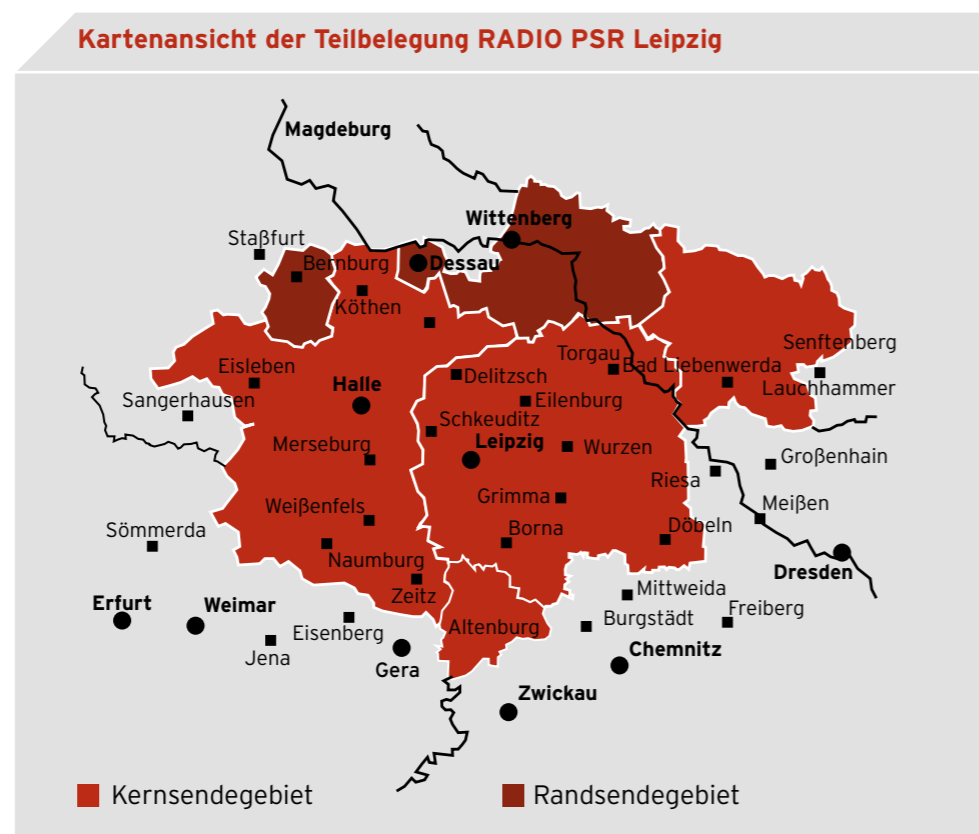 Kartenansicht der Teilbelegung RADIO PSR Leipzig
Magdeburg
Wittenberg
Staßfurt
Bernburg
Dessau
Köthen
Senftenberg
Torgau
Bad Liebenwerda
Eisleben
Delitzsch
Lauchhammer
Halle
Sangerhausen
Eilenburg
Schkeuditz
Merseburg
Leipzig
Wurzen
Großenhain
Riesa
Grimma
Weißenfels
Meißen
Sömmerda
Borna
Döbeln
Naumburg
Dresden
Zeitz
Mittweida
Erfurt
Weimar
Freiberg
Burgstädt
Altenburg
Eisenberg
Jena
Chemnitz
Gera
Zwickau
Kernsendegebiet
Randsendegebiet